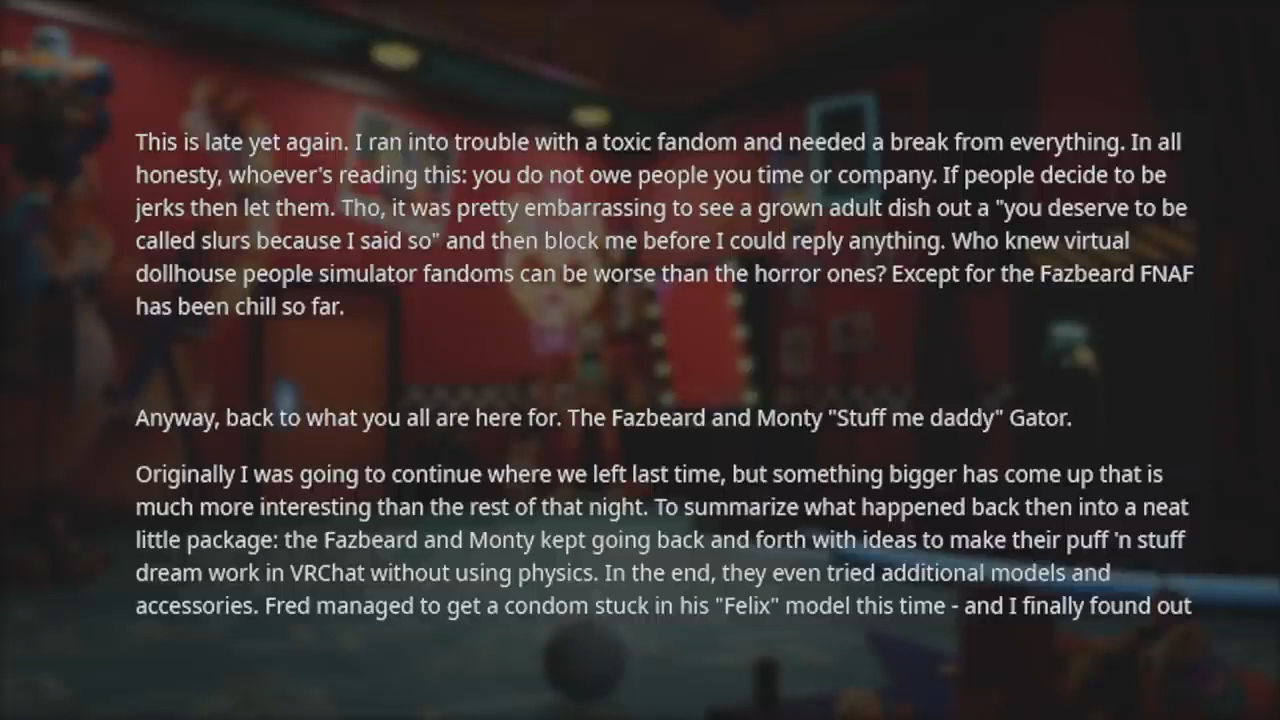 This is late yet again. I ran into trouble with a toxic fandom and needed a break from everything. In all
honesty, whoever's reading this: you do not owe people you time or company. If people decide to be
jerks then let them. Tho, it was pretty embarrassing to see a grown adult dish out a "you deserve to be
called slurs because I said so" and then block me before I could reply anything. Who knew virtual
dollhouse people simulator fandoms can be worse than the horror ones? Except for the Fazbeard FNAF
has been chill so far.
Anyway, back to what you all are here for. The Fazbeard and Monty "Stuff me daddy" Gator.
Originally I was going to continue where we left last time, but something bigger has come up that is
much more interesting than the rest of that night. To summarize what happened back then into a neat
little package: the Fazbeard and Monty kept going back and forth with ideas to make their puff 'n stuff
dream work in VRChat without using physics. In the end, they even tried additional models and
accessories. Fred managed to get a condom stuck in his "Felix" model this time - and I finally found out